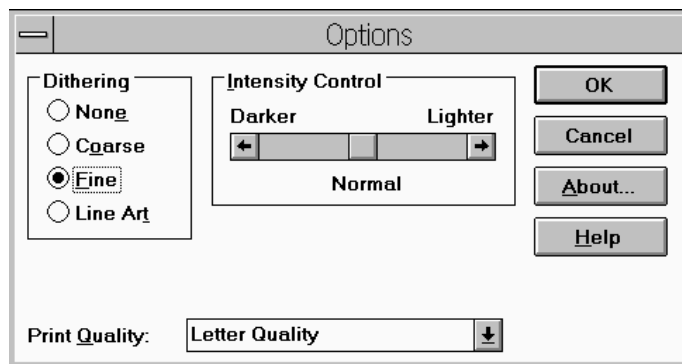 Options
Dithering
None
Coarse
Fine
Line Art
Intensity Control
Darker Lighter
Normal
OK
Cancel
About...
Help
Print Quality: Letter Quality